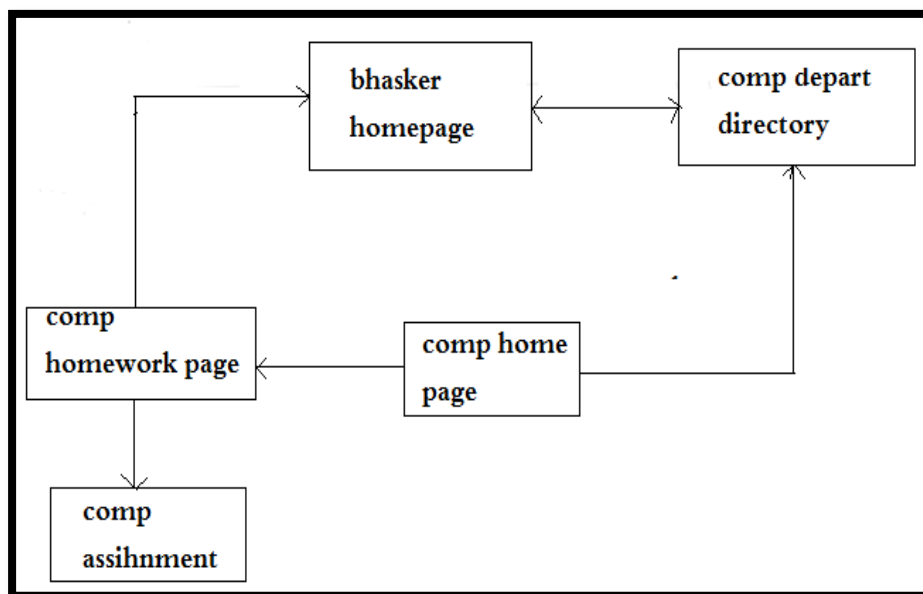 bhasker
homepage
comp depart
directory
comp
homework page
comp home
page
comp
assihnment